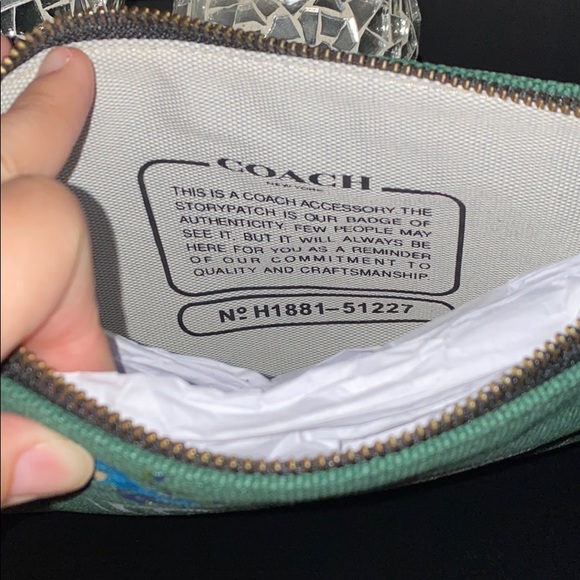 COACH
NEW YORK
THIS IS A COACH ACCESSORY. THE
STORYPATCH IS OUR BADGE OF
AUTHENTICITY. FEW PEOPLE MAY
SEE IT. BUT IT WILL ALWAYS BE
HERE FOR YOU AS A REMINDER
OF OUR COMMITMENT TO
QUALITY AND CRAFTSMANSHIP
Nº H1881-51227